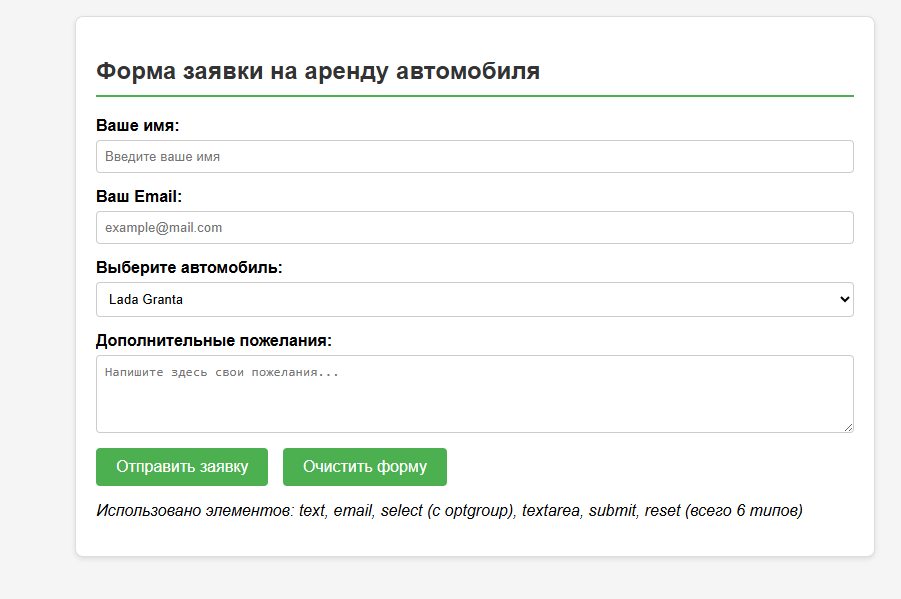 Форма заявки на аренду автомобиля
Ваше имя:
Введите ваше имя
Ваш Email:
example@mail.com
Выберите автомобиль:
Lada Granta
Дополнительные пожелания:
Напишите здесь свои пожелания...
Отправить заявку Очистить форму
Использовано элементов: text, email, select (с optgroup), textarea, submit, reset (всего 6 типов)